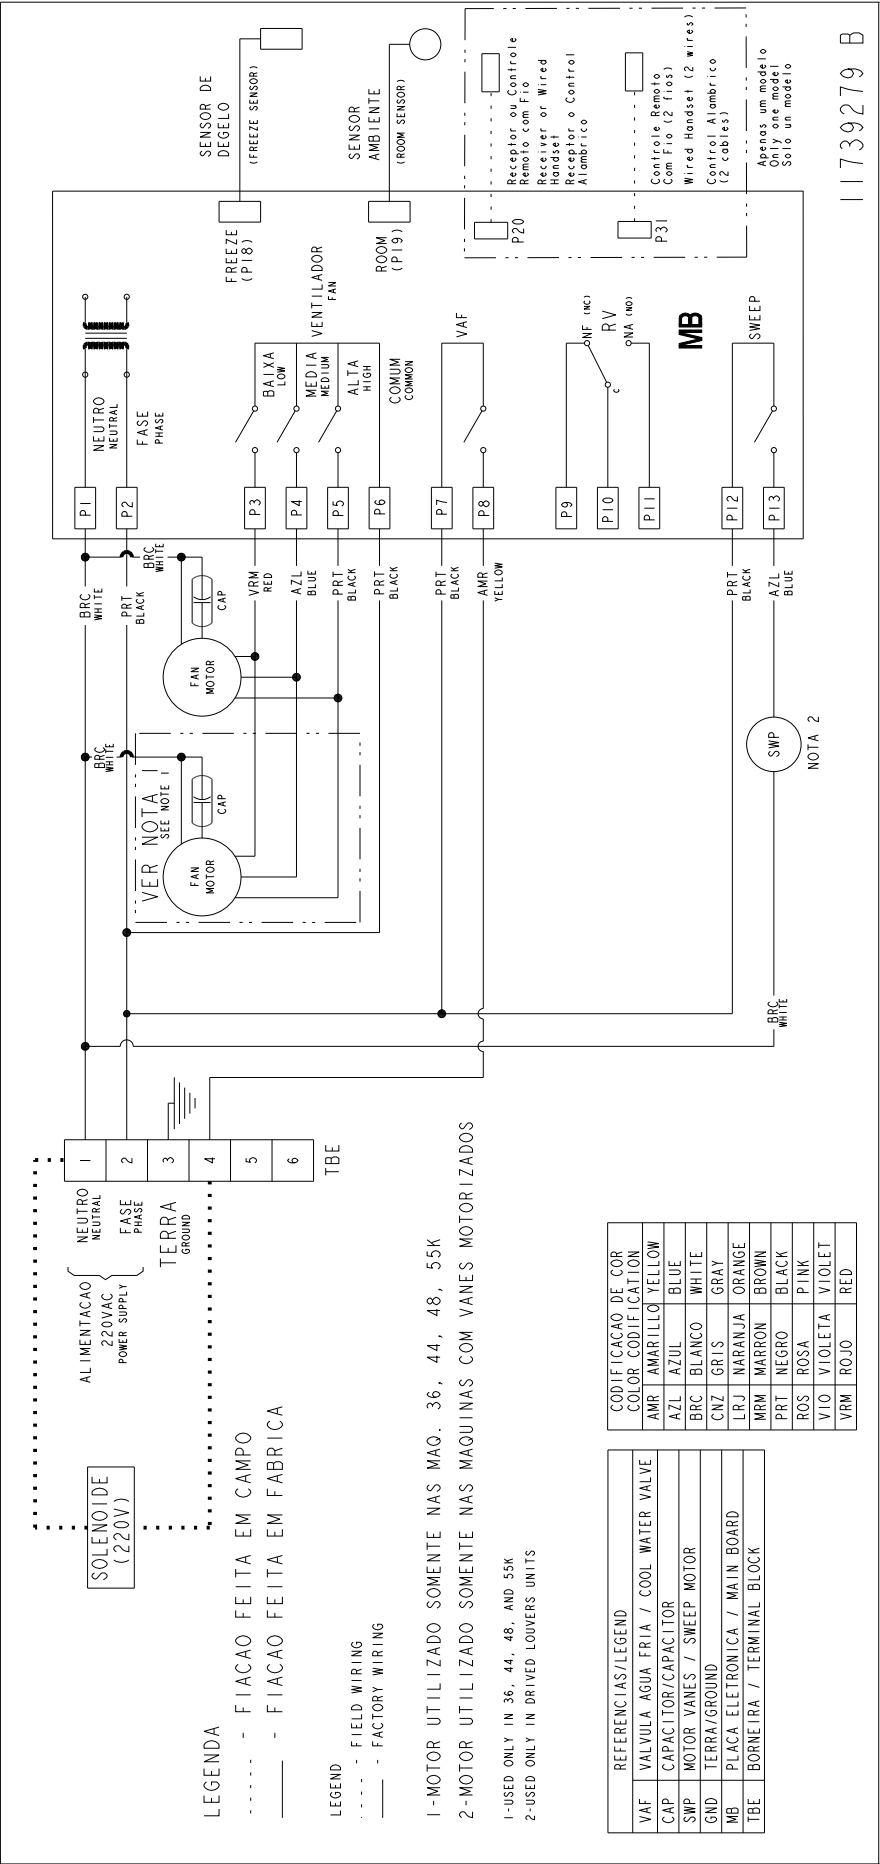 SOLENOIDE
(220V)
ALIMENTACAO
220VAC
POWER SUPPLY
NEUTRO
NEUTRAL
FASE
PHASE
TERRA
GROUND
1
2
3
4
5
6
TBE
BRC
WHITE
PRT
BLACK
BRC
WHITE
BRC
WHITE
VER NOTA 1
SEE NOTE 1
FAN
MOTOR
CAP
FAN
MOTOR
CAP
VRM
RED
AZL
BLUE
PRT
BLACK
PRT
BLACK
PRT
BLACK
AMR
YELLOW
PRT
BLACK
AZL
BLUE
BRC
WHITE
SWP
NOTA 2
P1
P2
P3
P4
P5
P6
P7
P8
P9
P10
P11
P12
P13
NEUTRO
NEUTRAL
FASE
PHASE
BAIXA
LOW
MEDIA
MEDIUM
ALTA
HIGH
COMUM
COMMON
VENTILADOR
FAN
VAF
NF (NC)
RV
NA (NO)
C
MB
SWEEP
FREEZE
(P18)
ROOM
(P19)
P20
P31
SENSOR DE
DEGELO
(FREEZE SENSOR)
SENSOR
AMBIENTE
(ROOM SENSOR)
Receptor ou Controle
Remoto com Fio
Receiver or Wired
Handset
Receptor o Control
Alambrico
Controle Remoto
Com Fio (2 fios)
Wired Handset (2 wires)
Control Alambrico
(2 cables)
Apenas um modelo
Only one model
Solo un modelo
11739279 B
LEGENDA
----- - FIACAO FEITA EM CAMPO
——— - FIACAO FEITA EM FABRICA
LEGEND
----- - FIELD WIRING
——— - FACTORY WIRING
1-MOTOR UTILIZADO SOMENTE NAS MAQ. 36, 44, 48, 55K
2-MOTOR UTILIZADO SOMENTE NAS MAQUINAS COM VANES MOTORIZADOS
1-USED ONLY IN 36, 44, 48, AND 55K
2-USED ONLY IN DRIVED LOUVERS UNITS
REFERENCIAS/LEGEND
VAF VALVULA AGUA FRIA / COOL WATER VALVE
CAP CAPACITOR/CAPACITOR
SWP MOTOR VANES / SWEEP MOTOR
GND TERRA/GROUND
MB PLACA ELETRONICA / MAIN BOARD
TBE BORNEIRA / TERMINAL BLOCK
CODIFICACAO DE COR
COLOR CODIFICATION
AMR AMARILLO YELLOW
AZL AZUL BLUE
BRC BLANCO WHITE
CNZ GRIS GRAY
LRJ NARANJA ORANGE
MRM MARRON BROWN
PRT NEGRO BLACK
ROS ROSA PINK
VIO VIOLETA VIOLET
VRM ROJO RED